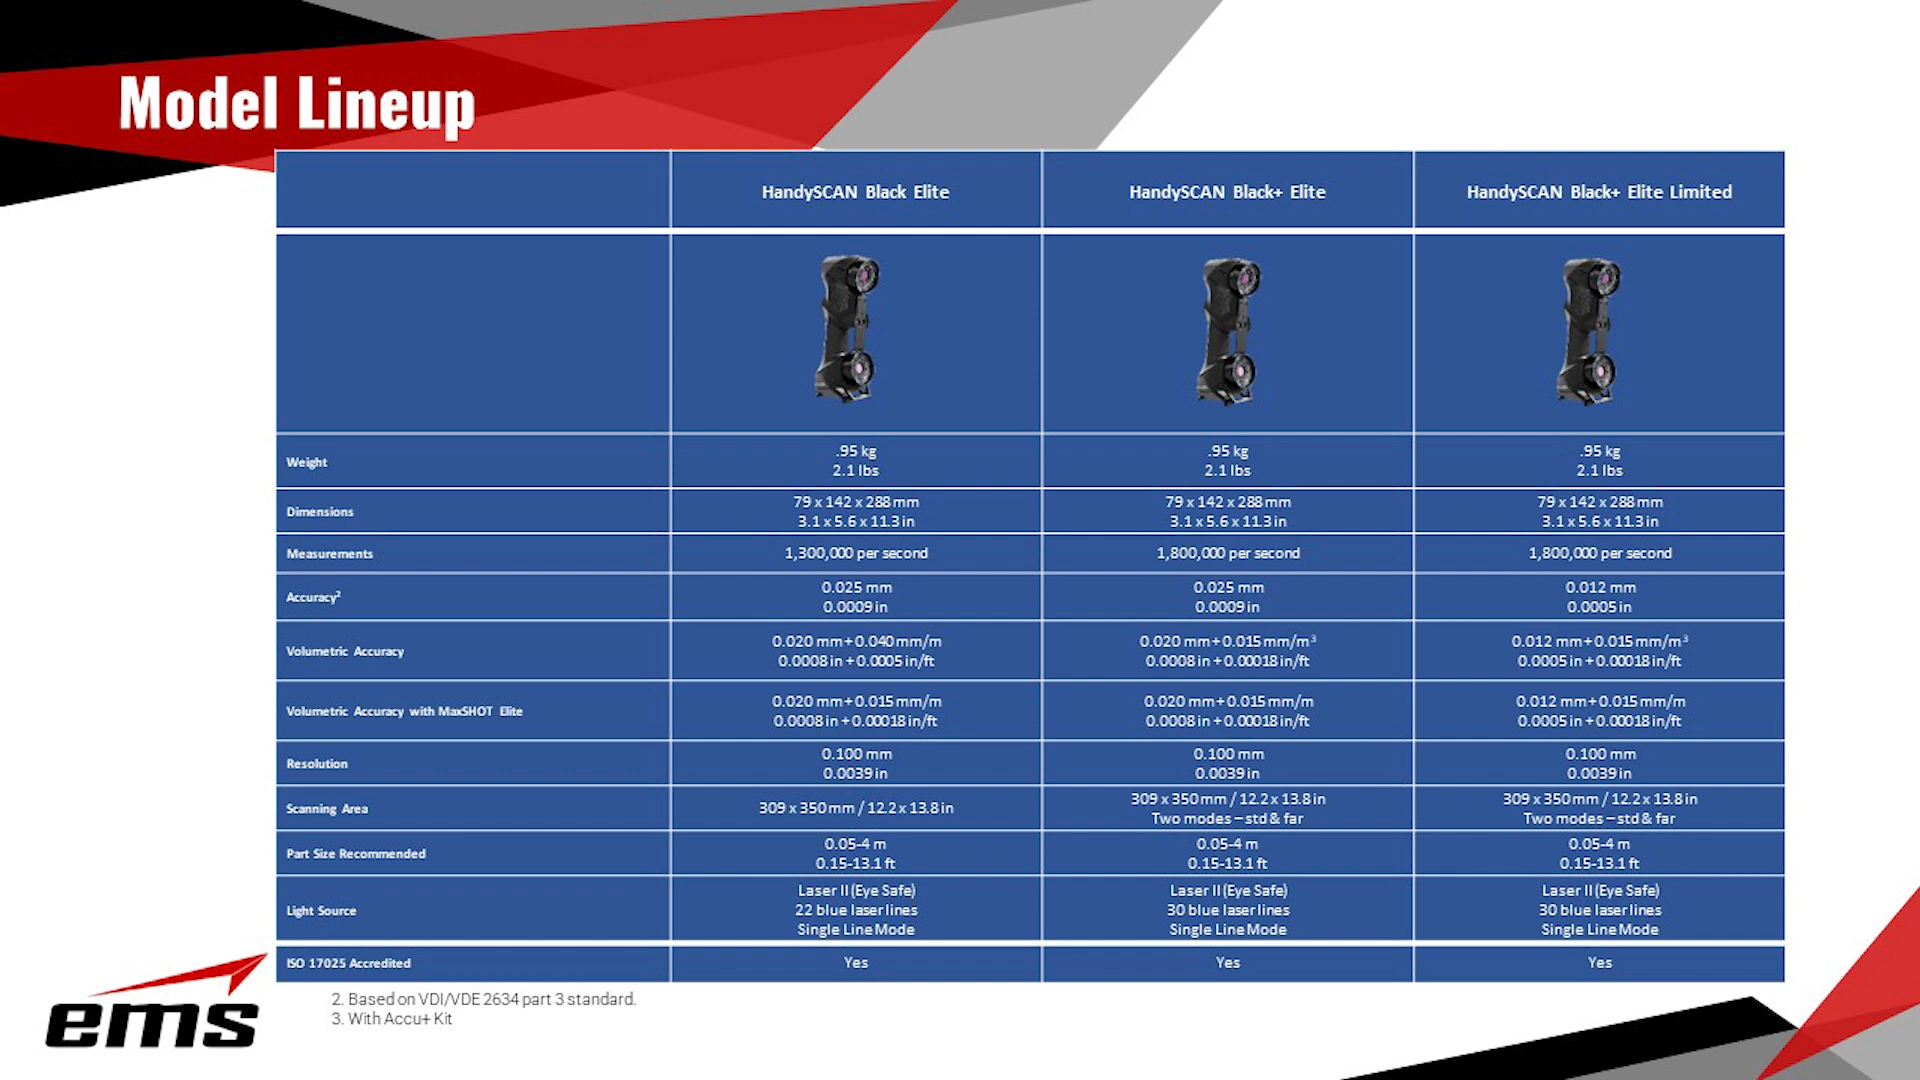 Model Lineup
HandySCAN Black Elite
HandySCAN Black+ Elite
HandySCAN Black+ Elite Limited
Weight
.95 kg
2.1 lbs
.95 kg
2.1 lbs
.95 kg
2.1 lbs
Dimensions
79 x 142 x 288 mm
3.1 x 5.6 x 11.3 in
79 x 142 x 288 mm
3.1 x 5.6 x 11.3 in
79 x 142 x 288 mm
3.1 x 5.6 x 11.3 in
Measurements
1,300,000 per second
1,800,000 per second
1,800,000 per second
Accuracy²
0.025 mm
0.0009 in
0.025 mm
0.0009 in
0.012 mm
0.0005 in
Volumetric Accuracy
0.020 mm + 0.040 mm/m
0.0008 in + 0.0005 in/ft
0.020 mm + 0.015 mm/m³
0.0008 in + 0.00018 in/ft
0.012 mm + 0.015 mm/m³
0.0005 in + 0.00018 in/ft
Volumetric Accuracy with MaxSHOT Elite
0.020 mm + 0.015 mm/m
0.0008 in + 0.00018 in/ft
0.020 mm + 0.015 mm/m
0.0008 in + 0.00018 in/ft
0.012 mm + 0.015 mm/m
0.0005 in + 0.00018 in/ft
Resolution
0.100 mm
0.0039 in
0.100 mm
0.0039 in
0.100 mm
0.0039 in
Scanning Area
309 x 350 mm / 12.2 x 13.8 in
309 x 350 mm / 12.2 x 13.8 in
Two modes – std & far
309 x 350 mm / 12.2 x 13.8 in
Two modes – std & far
Part Size Recommended
0.05-4 m
0.15-13.1 ft
0.05-4 m
0.15-13.1 ft
0.05-4 m
0.15-13.1 ft
Light Source
Laser II (Eye Safe)
22 blue laser lines
Single Line Mode
Laser II (Eye Safe)
30 blue laser lines
Single Line Mode
Laser II (Eye Safe)
30 blue laser lines
Single Line Mode
ISO 17025 Accredited
Yes
Yes
Yes
2. Based on VDI/VDE 2634 part 3 standard.
3. With Accu+ Kit
ems